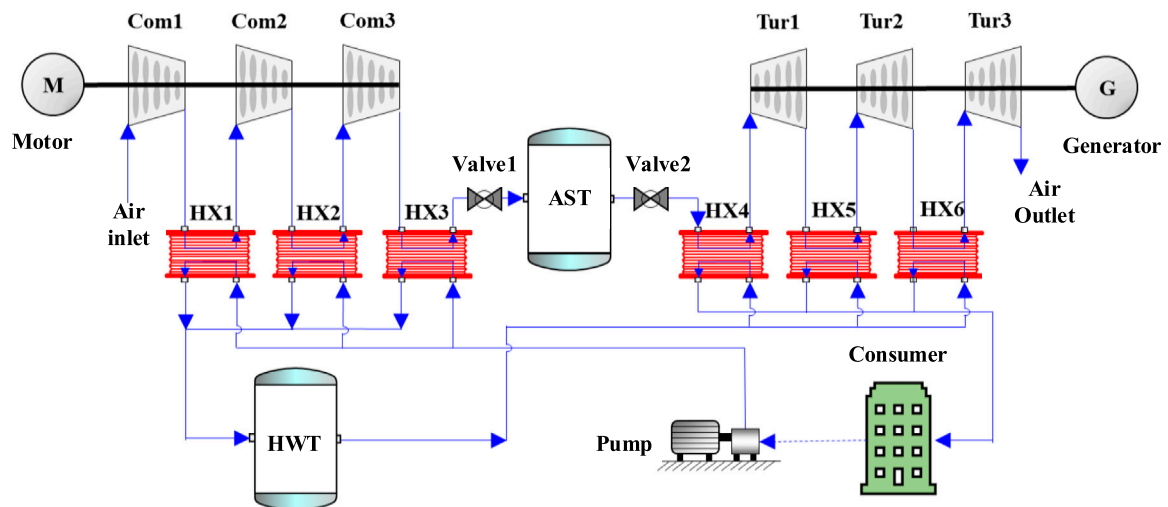 Com1
Com2
Com3
Tur1
Tur2
Tur3
M
G
Motor
Generator
Valve1
AST
Valve2
Air
inlet
HX1
HX2
HX3
HX4
HX5
HX6
Air
Outlet
Consumer
HWT
Pump